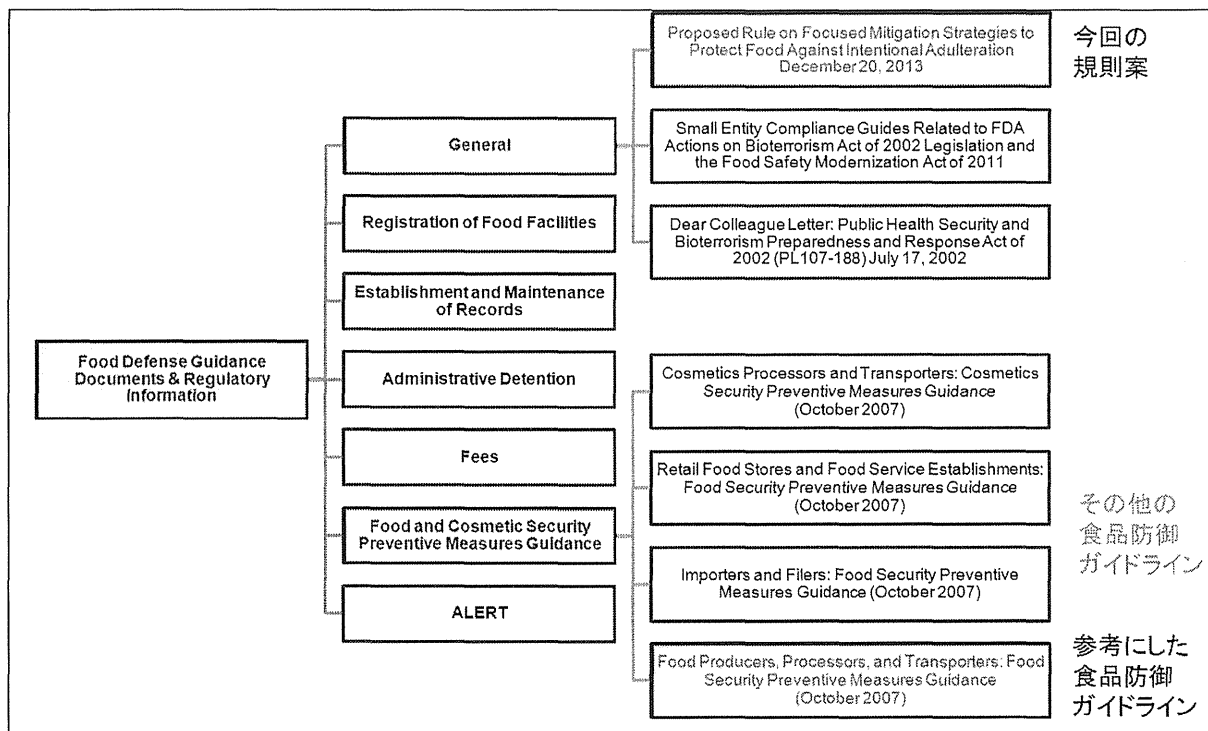 Proposed Rule on Focused Mitigation Strategies to
Protect Food Against Intentional Adulteration
December 20, 2013
今回の
規則案
General
Small Entity Compliance Guides Related to FDA
Actions on Bioterrorism Act of 2002 Legislation and
the Food Safety Modernization Act of 2011
Registration of Food Facilities
Dear Colleague Letter: Public Health Security and
Bioterrorism Preparedness and Response Act of
2002 (PL107-188) July 17, 2002
Establishment and Maintenance
of Records
Food Defense Guidance
Documents & Regulatory
Information
Administrative Detention
Cosmetics Processors and Transporters: Cosmetics
Security Preventive Measures Guidance
(October 2007)
Fees
Retail Food Stores and Food Service Establishments:
Food Security Preventive Measures Guidance
(October 2007)
その他の
食品防御
ガイドライン
Food and Cosmetic Security
Preventive Measures Guidance
Importers and Filers: Food Security Preventive
Measures Guidance (October 2007)
ALERT
Food Producers, Processors, and Transporters: Food
Security Preventive Measures Guidance
(October 2007)
参考にした
食品防御
ガイドライン